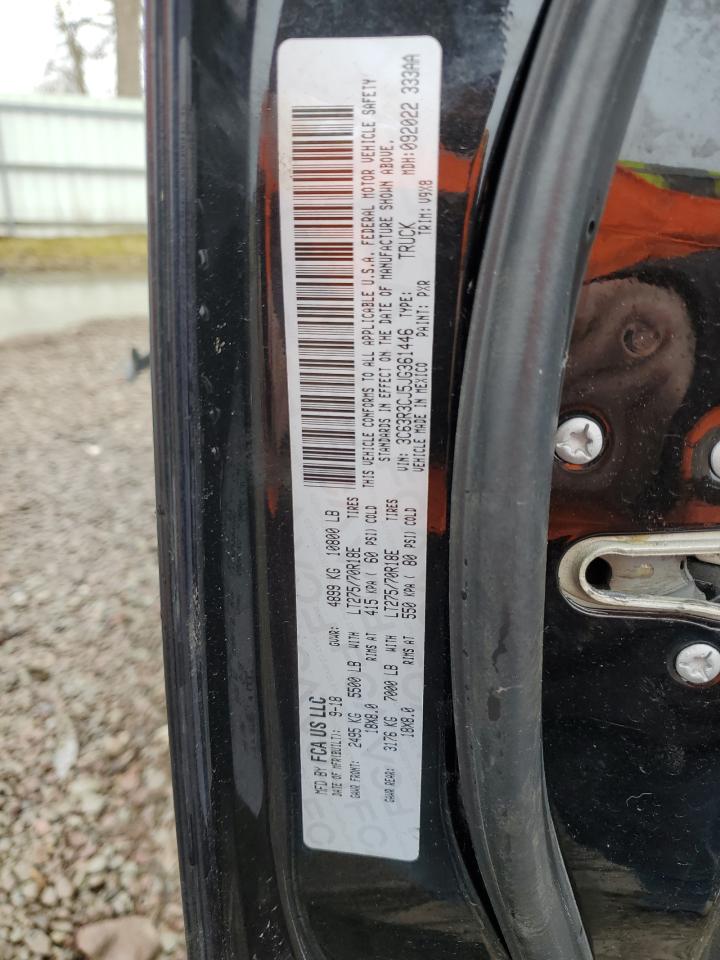 MFD BY FCA US LLC
DATE OF MFR(BUILT): 9-18 GVWR: 4899 KG 10800 LB
GAWR FRONT: 2495 KG 5500 LB WITH LT275/70R18E TIRES
18X8.0 RIMS AT 415 KPA ( 60 PSI) COLD
GAWR REAR: 3176 KG 7000 LB WITH LT275/70R18E TIRES
18X8.0 RIMS AT 550 KPA ( 80 PSI) COLD
THIS VEHICLE CONFORMS TO ALL APPLICABLE U.S.A. FEDERAL MOTOR VEHICLE SAFETY
STANDARDS IN EFFECT ON THE DATE OF MANUFACTURE SHOWN ABOVE.
VIN: 3C63R3CJ5JG361446 TYPE: TRUCK MDH:092022 333AA
VEHICLE MADE IN MEXICO PAINT: PXR TRIM: V9X8